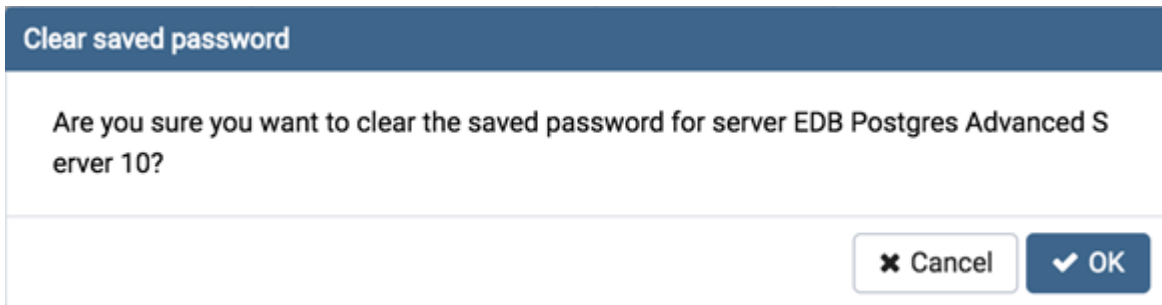 Clear saved password
Are you sure you want to clear the saved password for server EDB Postgres Advanced S
erver 10?
Cancel
OK